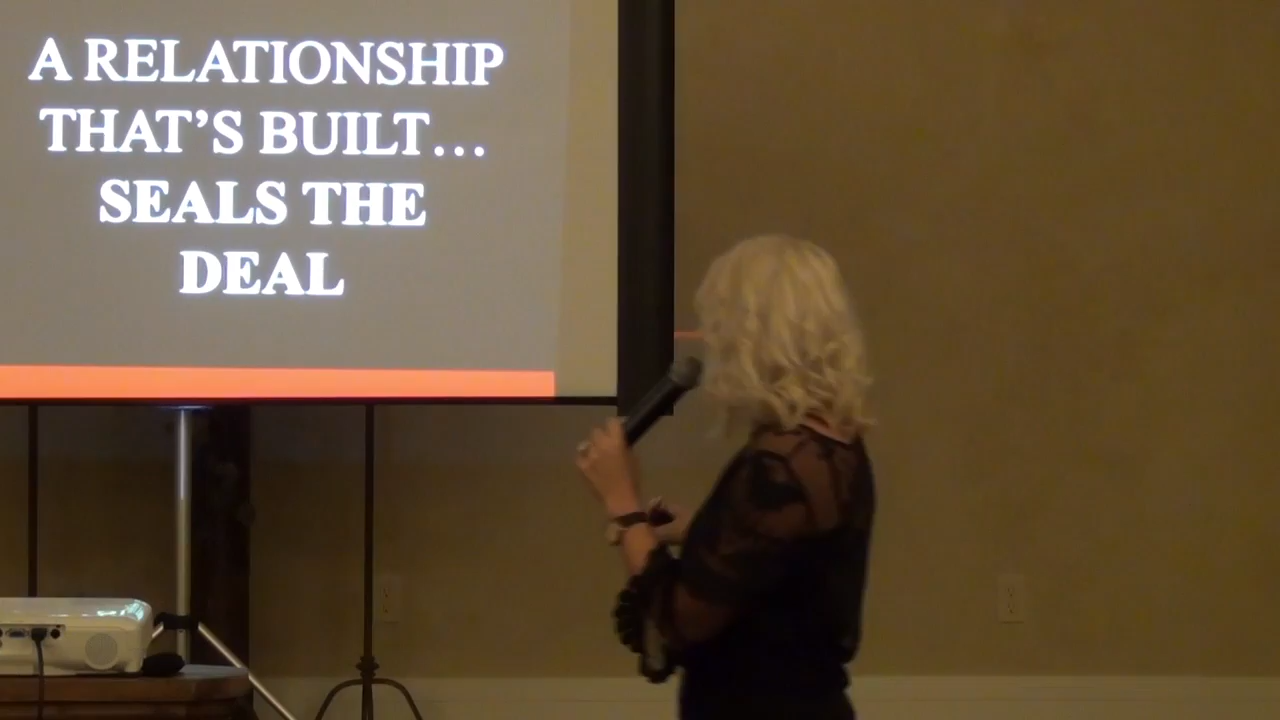 A RELATIONSHIP
THAT’S BUILT…
SEALS THE
DEAL